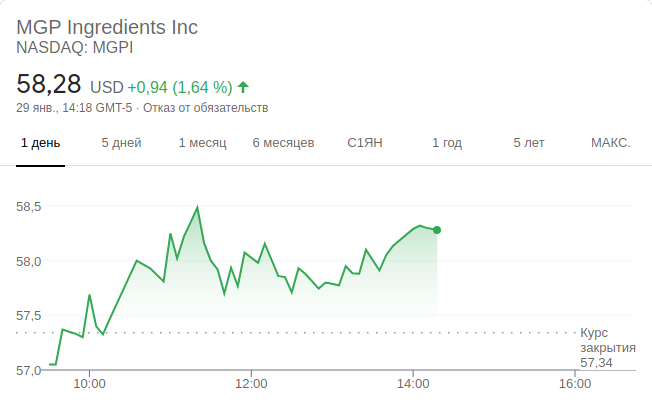 MGP Ingredients Inc
NASDAQ: MGPI
58,28 USD +0,94 (1,64 %)
29 янв., 14:18 GMT-5 · Отказ от обязательств
1 день 5 дней 1 месяц 6 месяцев С1ЯН 1 год 5 лет МАКС.
58,5
58,0
57,5
Курс
закрытия
57,34
57,0
10:00 12:00 14:00 16:00